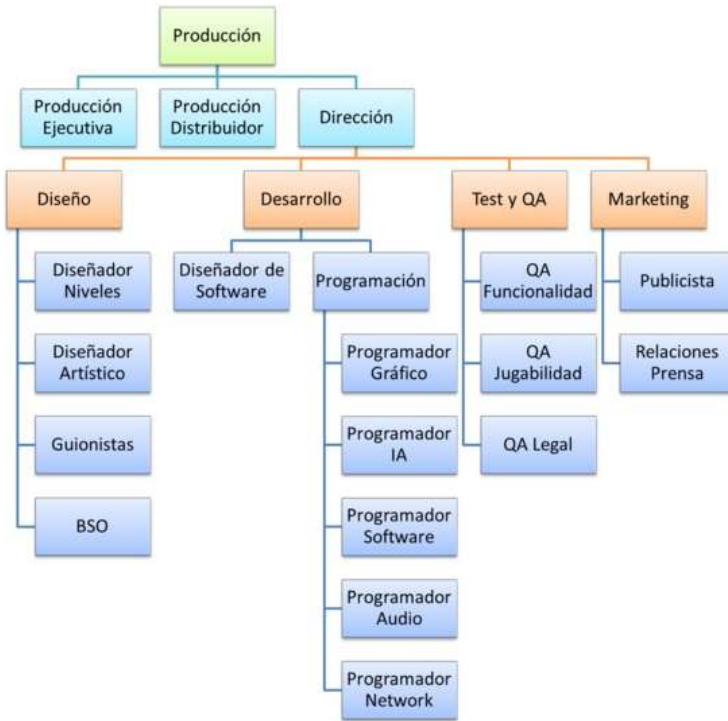 Producción
Producción
Ejecutiva
Producción
Distribuidor
Dirección
Diseño
Desarrollo
Test y QA
Marketing
Diseñador
Niveles
Diseñador
Artístico
Guionistas
BSO
Diseñador de
Software
Programación
Programador
Gráfico
Programador
IA
Programador
Software
Programador
Audio
Programador
Network
QA
Funcionalidad
QA
Jugabilidad
QA Legal
Publicista
Relaciones
Prensa